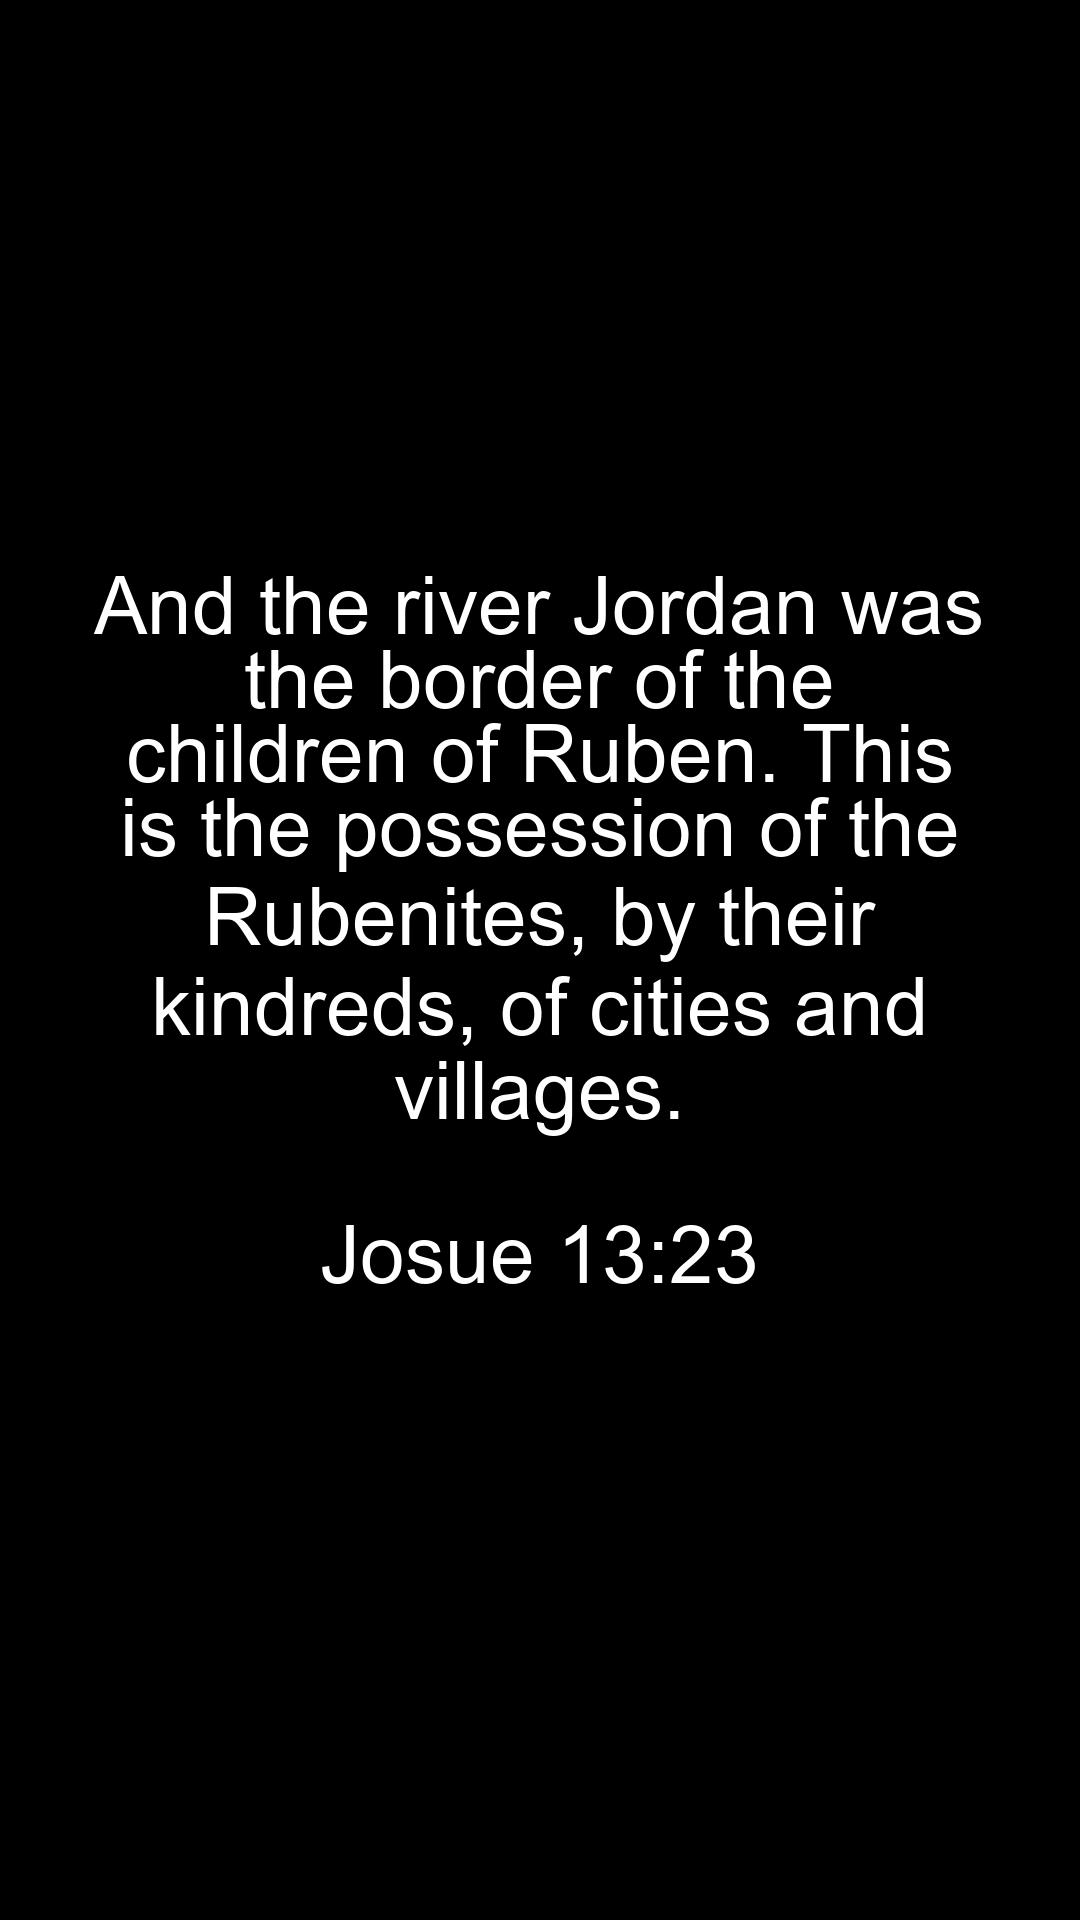 And the river Jordan was
the border of the
children of Ruben. This
is the possession of the
Rubenites, by their
kindreds, of cities and
villages.
Josue 13:23